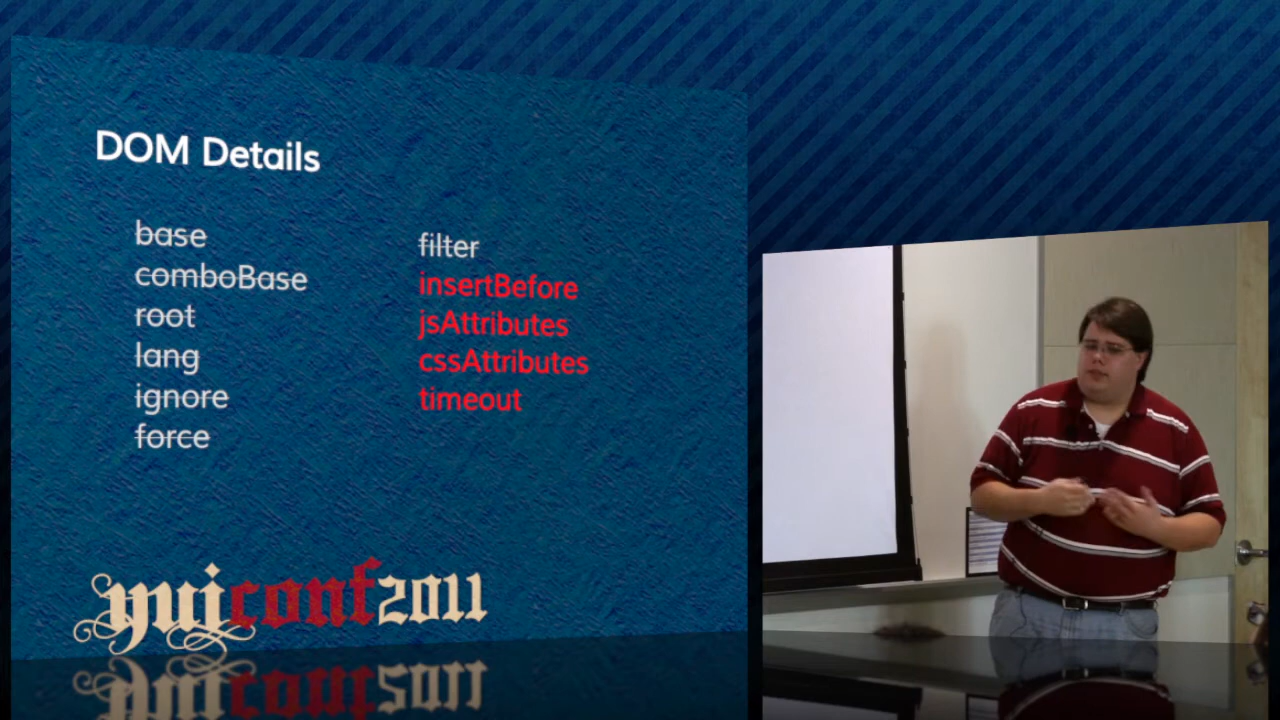 DOM Details
base
comboBase
root
lang
ignore
force
filter
insertBefore
jsAttributes
cssAttributes
timeout
yuiconf2011